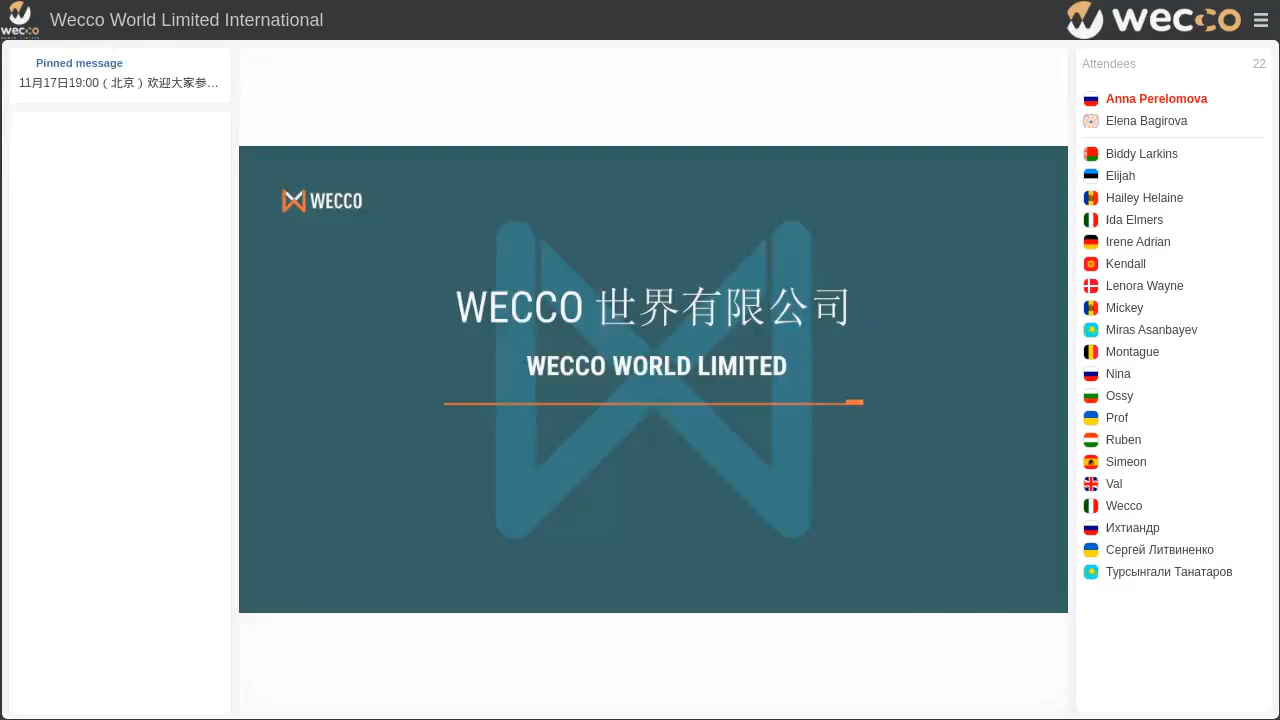 wecco
Wecco World Limited International
wecco
Pinned message
11月17日19:00（北京）欢迎大家参…
WECCO
WECCO 世界有限公司
WECCO WORLD LIMITED
Attendees 22
Anna Perelomova
Elena Bagirova
Biddy Larkins
Elijah
Hailey Helaine
Ida Elmers
Irene Adrian
Kendall
Lenora Wayne
Mickey
Miras Asanbayev
Montague
Nina
Ossy
Prof
Ruben
Simeon
Val
Wecco
Ихтиандр
Сергей Литвиненко
Турсынгали Танатаров